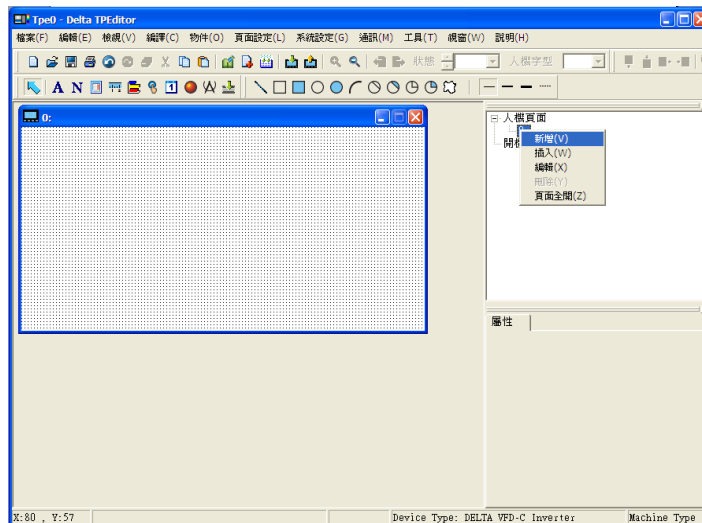 Tpe0 - Delta TPEditor
檔案(F) 編輯(E) 檢視(V) 編譯(C) 物件(O) 頁面設定(L) 系統設定(G) 通訊(M) 工具(T) 視窗(W) 說明(H)
狀態 人機字型
A N 1
0:
人機頁面
新增(V)
插入(W)
編輯(X)
刪除(Y)
頁面全開(Z)
屬性
X:80 , Y:57 Device Type: DELTA VFD-C Inverter Machine Type